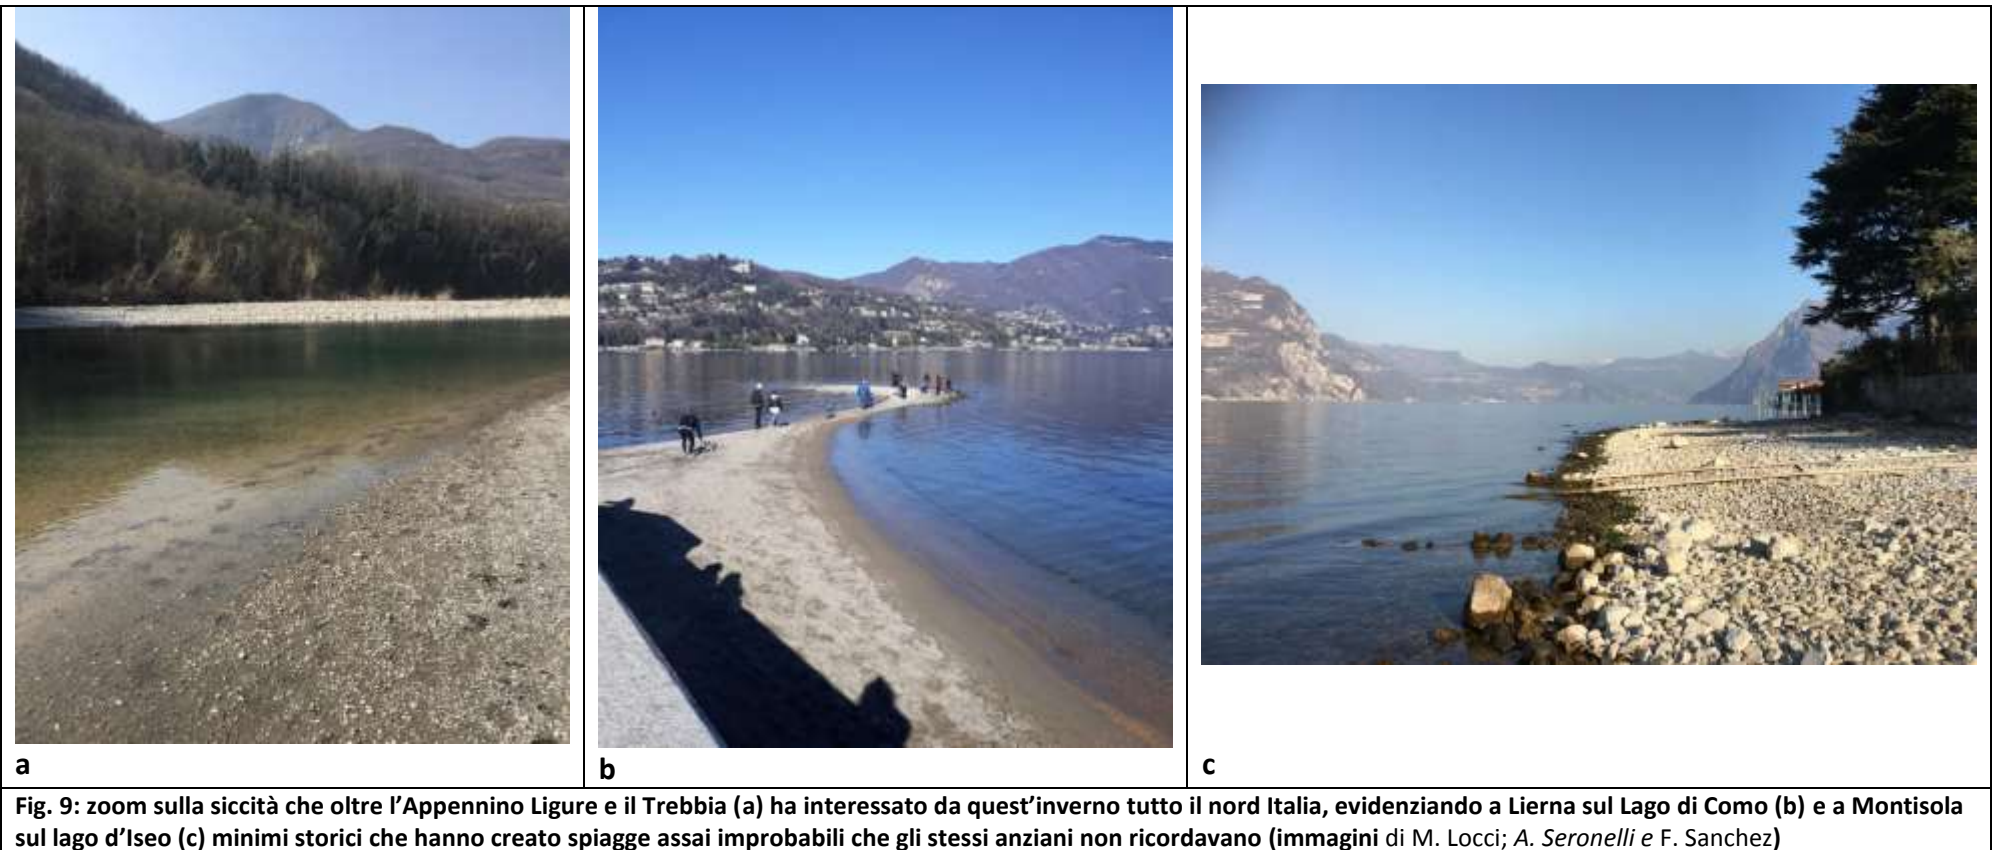 a
b
c
Fig. 9: zoom sulla siccità che oltre l’Appennino Ligure e il Trebbia (a) ha interessato da quest’inverno tutto il nord Italia, evidenziando a Lierna sul Lago di Como (b) e a Montisola
sul lago d’Iseo (c) minimi storici che hanno creato spiagge assai improbabili che gli stessi anziani non ricordavano (immagini di M. Locci; A. Seronelli e F. Sanchez)